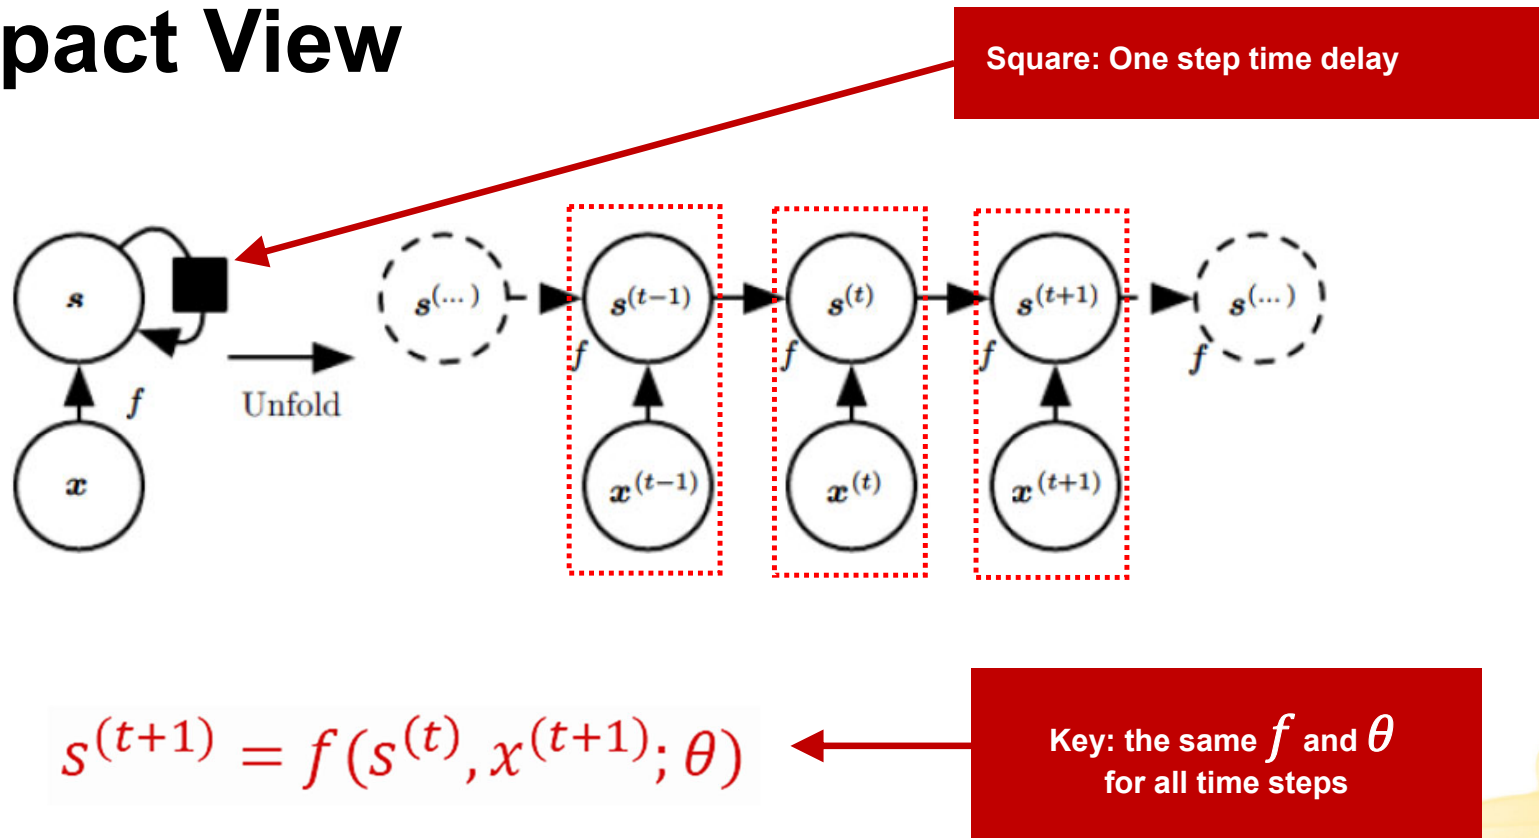 pact View
Square: One step time delay
s
x
f
Unfold
s^(...)
s^(t−1)
s^(t)
s^(t+1)
s^(...)
f
f
f
f
x^(t−1)
x^(t)
x^(t+1)
s^(t+1) = f(s^(t), x^(t+1); θ)
Key: the same f and θ
for all time steps